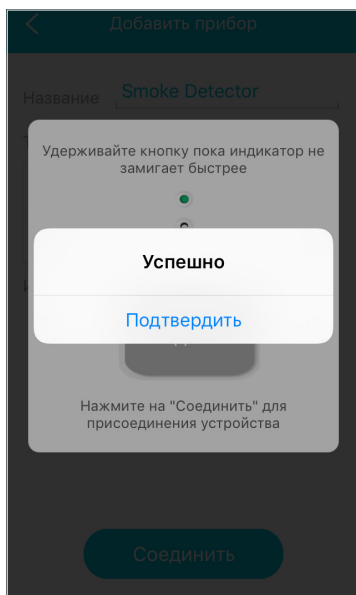 Добавить прибор
Название Smoke Detector
Удерживайте кнопку пока индикатор не
замигает быстрее
Успешно
Подтвердить
Нажмите на "Соединить" для
присоединения устройства
Соединить